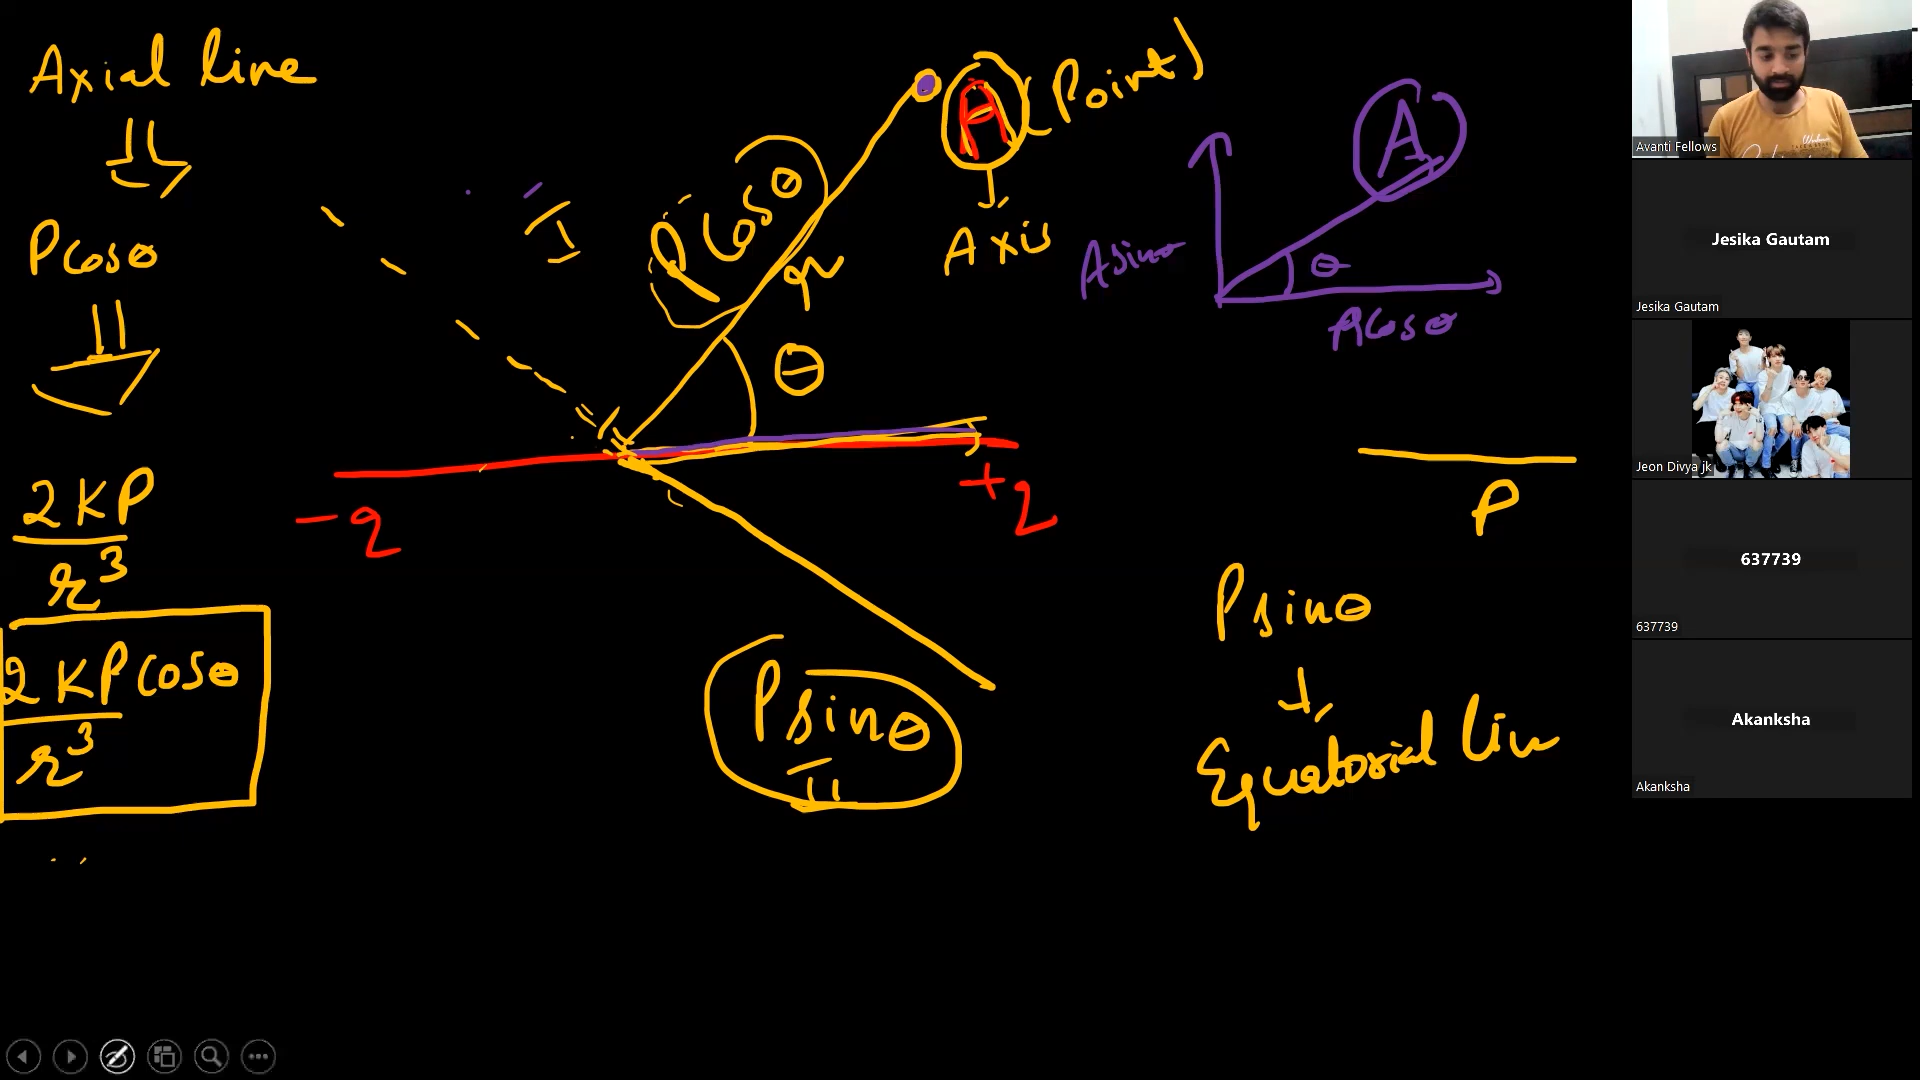 Axial line
Pcosθ
2KP
r³
2KPcosθ
r³
Pcosθ
r
θ
A (Point)
Axis
-q
+q
Psinθ
II
A
Asinθ
θ
Acosθ
P
Psinθ
Equatorial Line
Avanti Fellows
Jesika Gautam
Jesika Gautam
Jeon Divya jk
637739
637739
Akanksha
Akanksha